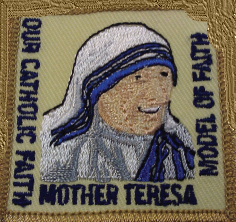 OUR CATHOLIC FAITH
MODEL OF FAITH
MOTHER TERESA